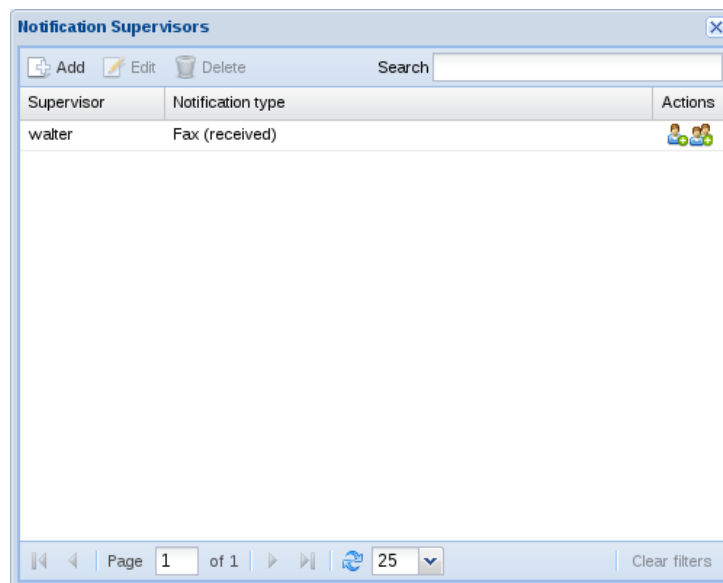 Notification Supervisors
Add Edit Delete Search
Supervisor Notification type Actions
walter Fax (received)
Page 1 of 1 25 Clear filters